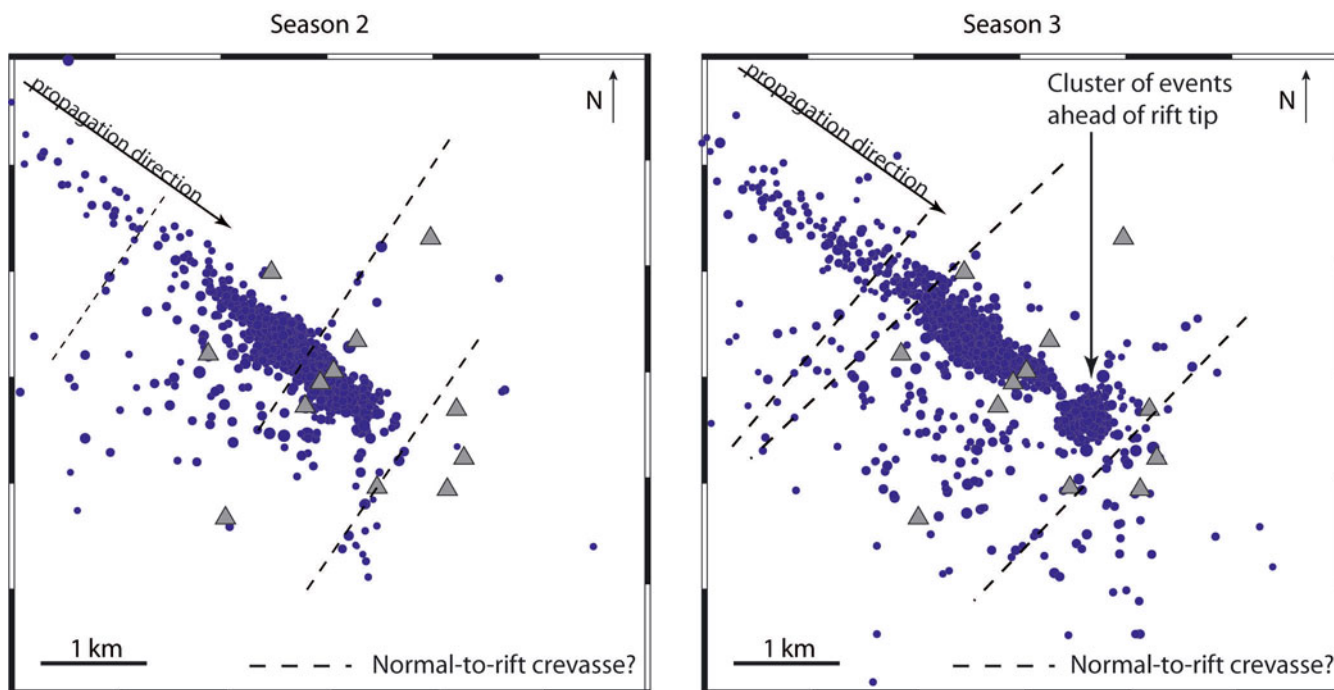 Season 2
propagation direction
N
1 km
Normal-to-rift crevasse?
Season 3
propagation direction
Cluster of events
ahead of rift tip
N
1 km
Normal-to-rift crevasse?